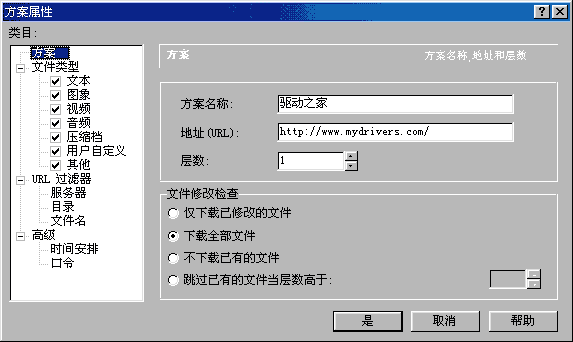 方案属性
类目:
方案
文件类型
文本
图象
视频
音频
压缩档
用户自定义
其他
URL 过滤器
服务器
目录
文件名
高级
时间安排
口令
方案
方案名称,地址和层数
方案名称: 驱动之家
地址(URL): http://www.mydrivers.com/
层数: 1
文件修改检查
仅下载已修改的文件
下载全部文件
不下载已有的文件
跳过已有的文件当层数高于:
是 取消 帮助